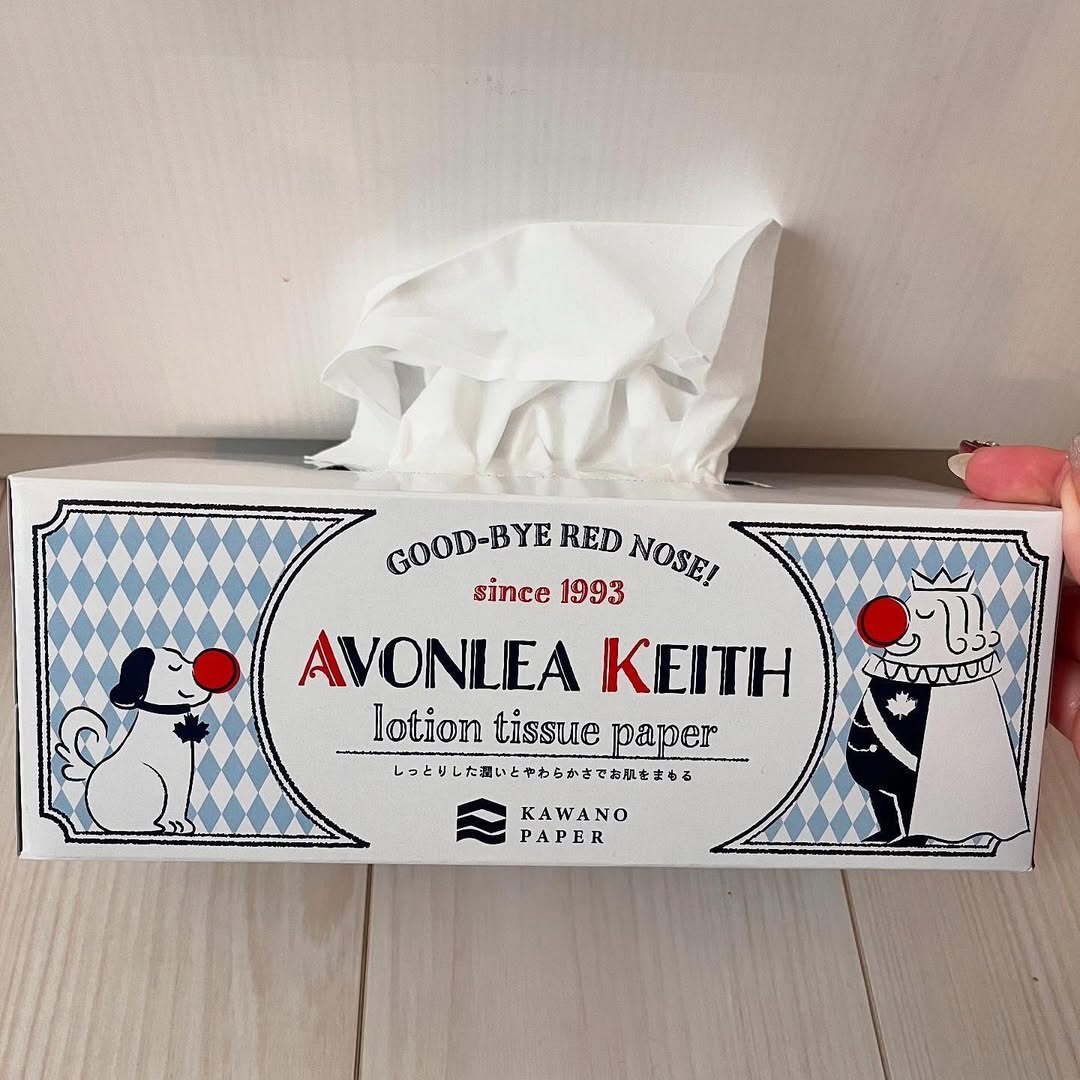 GOOD-BYE RED NOSE!
since 1993
AVONLEA KEITH
lotion tissue paper
しっとりした潤いとやわらかさでお肌をまもる
KAWANO
PAPER